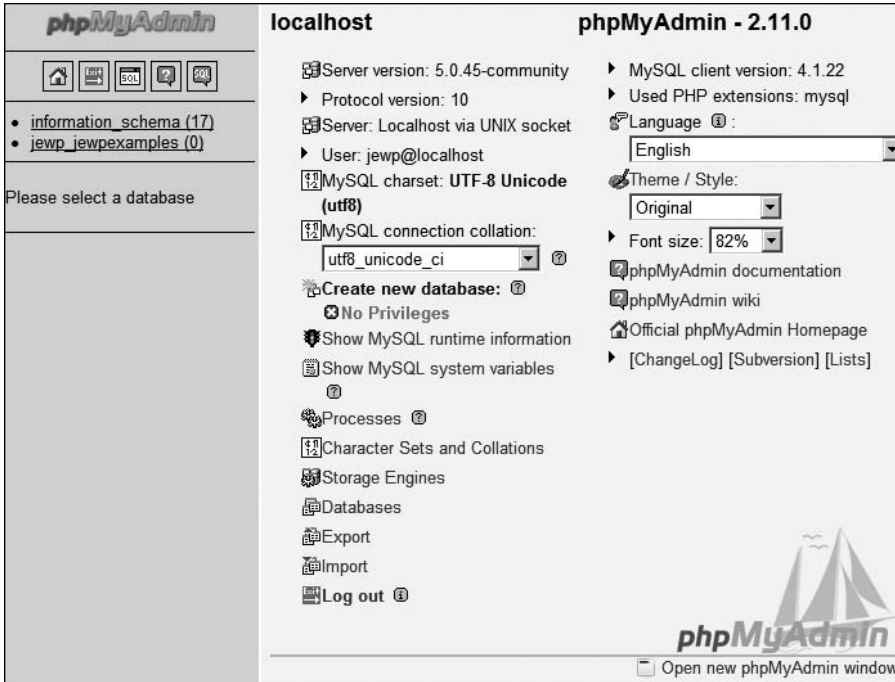 phpMyAdmin
Exit
SQL
SQL
information_schema (17)
jewp_jewpexamples (0)
Please select a database
localhost
Server version: 5.0.45-community
Protocol version: 10
Server: Localhost via UNIX socket
User: jewp@localhost
MySQL charset: UTF-8 Unicode
(utf8)
MySQL connection collation:
utf8_unicode_ci
Create new database:
No Privileges
Show MySQL runtime information
Show MySQL system variables
Processes
Character Sets and Collations
Storage Engines
Databases
Export
Import
Log out
phpMyAdmin - 2.11.0
MySQL client version: 4.1.22
Used PHP extensions: mysql
Language :
English
Theme / Style:
Original
Font size: 82%
phpMyAdmin documentation
phpMyAdmin wiki
Official phpMyAdmin Homepage
[ChangeLog] [Subversion] [Lists]
phpMyAdmin
Open new phpMyAdmin window